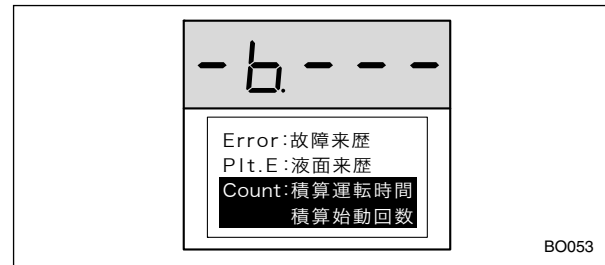 -b.---
Error:故障来歴
Plt.E:液面来歴
Count:積算運転時間
積算始動回数
BO053